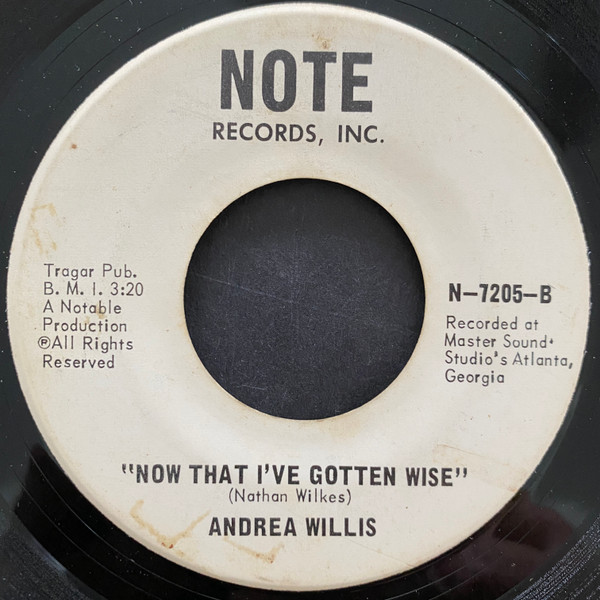 NOTE
RECORDS, INC.
Tragar Pub.
B. M. I. 3:20
A Notable
Production
℗All Rights
Reserved
N-7205-B
Recorded at
Master Sound
Studio's Atlanta,
Georgia
"NOW THAT I'VE GOTTEN WISE"
(Nathan Wilkes)
ANDREA WILLIS